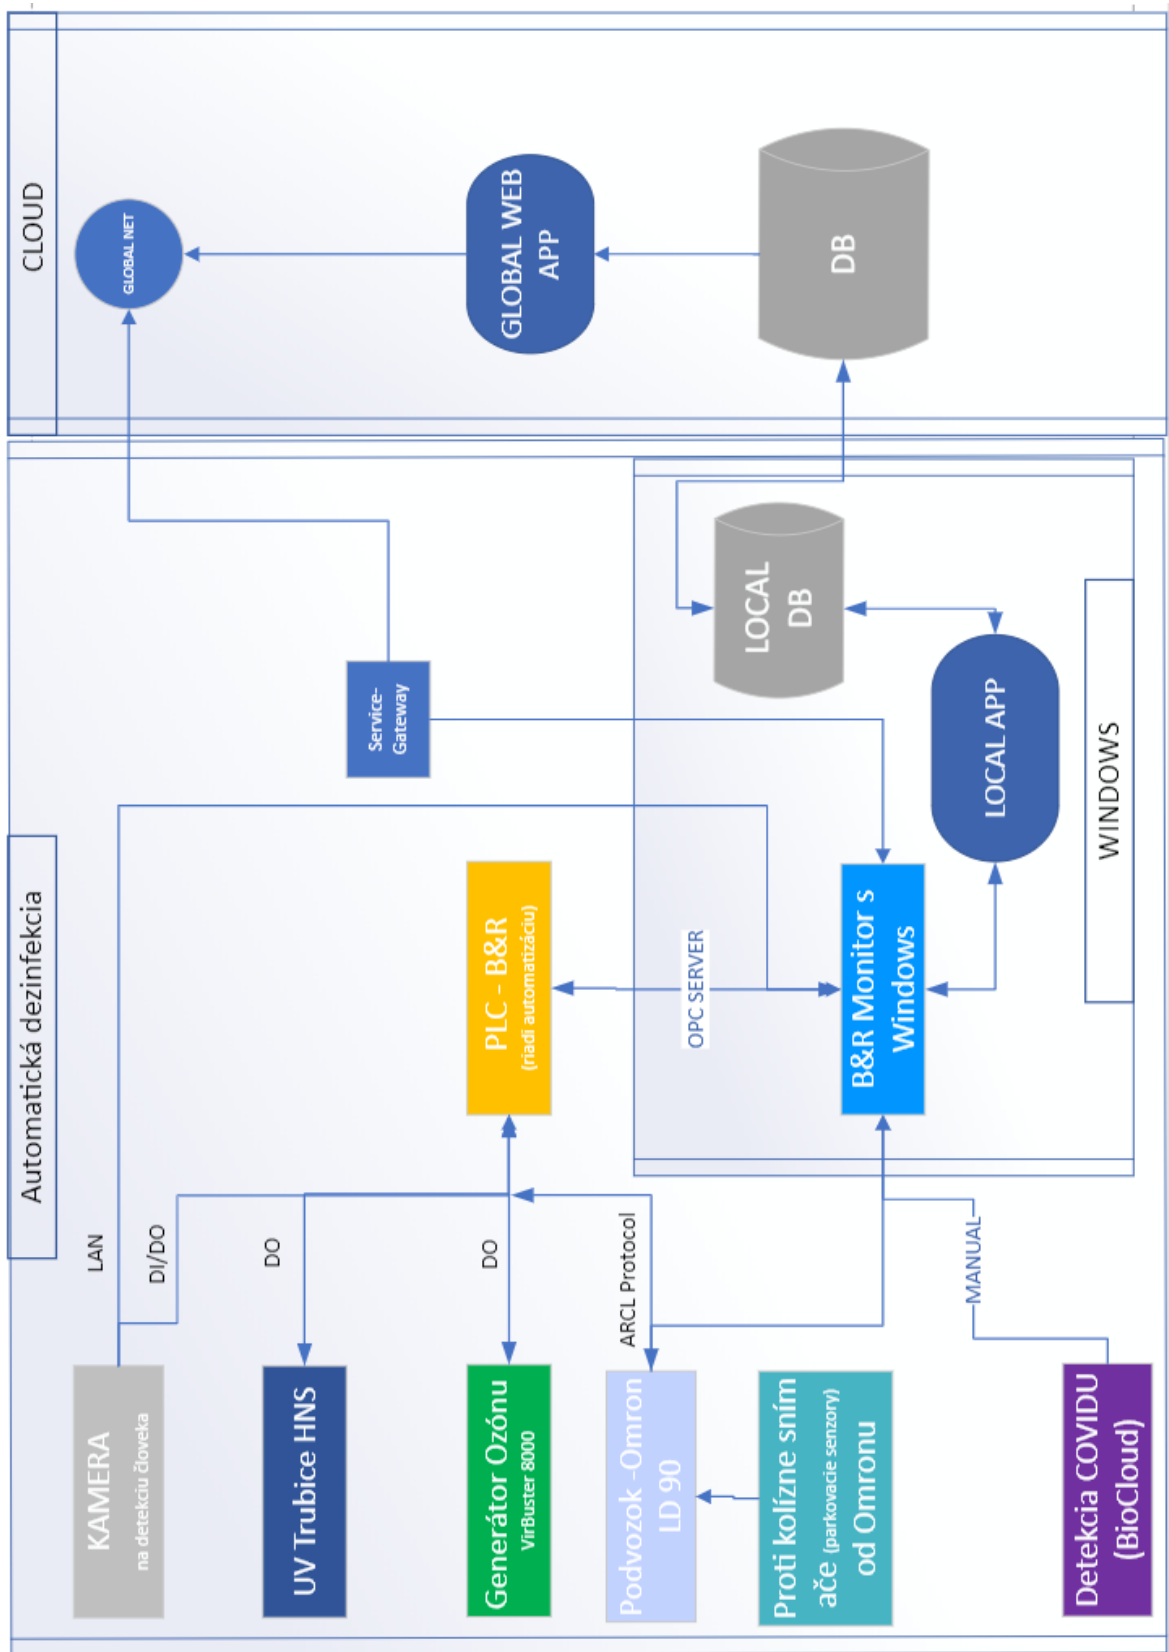 Automatická dezinfekcia
CLOUD
KAMERA
na detekciu človeka
LAN
DI/DO
GLOBAL NET
UV Trubice HNS
DO
Service-
Gateway
Generátor Ozónu
VirBuster 8000
DO
PLC - B&R
(riadi automatizáciu)
GLOBAL WEB
APP
Podvozok -Omron
LD 90
ARCL Protocol
OPC SERVER
Proti kolízne sním
ače (parkovacie senzory)
od Omronu
LOCAL
DB
DB
B&R Monitor s
Windows
MANUAL
LOCAL APP
Detekcia COVIDU
(BioCloud)
WINDOWS